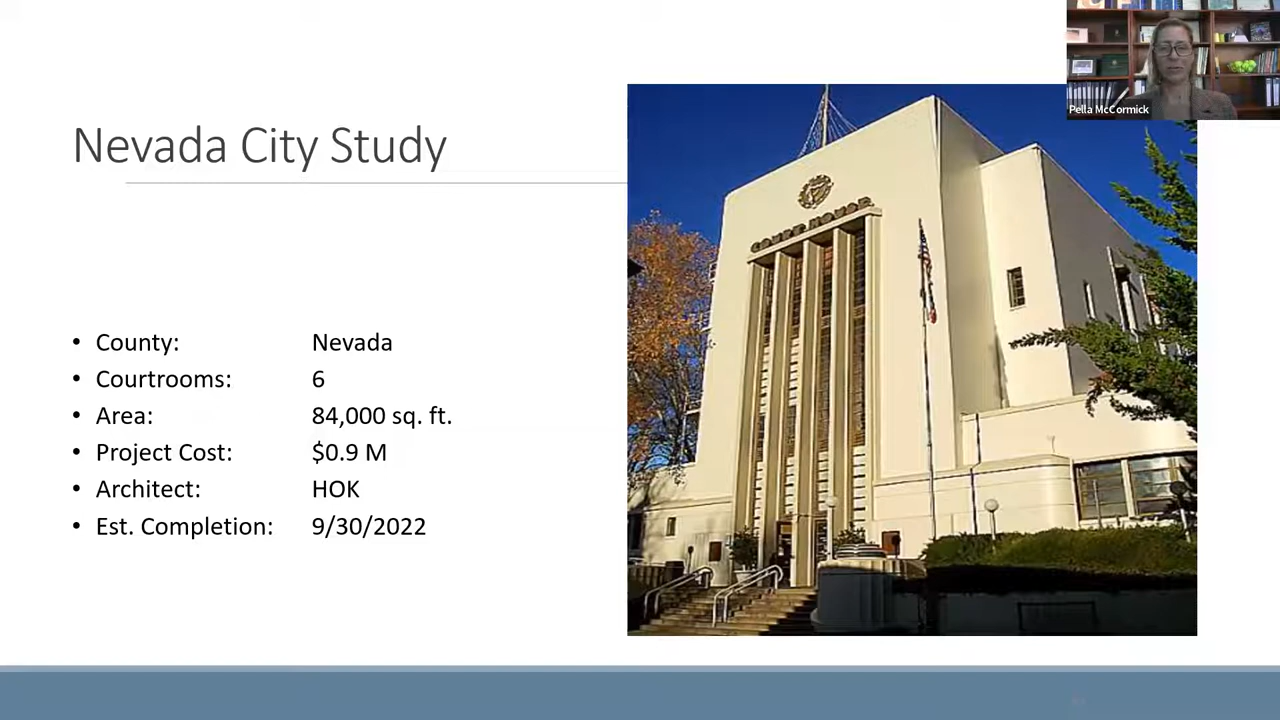 Pella McCormick
Nevada City Study
COURT HOUSE
• County: Nevada
• Courtrooms: 6
• Area: 84,000 sq. ft.
• Project Cost: $0.9 M
• Architect: HOK
• Est. Completion: 9/30/2022